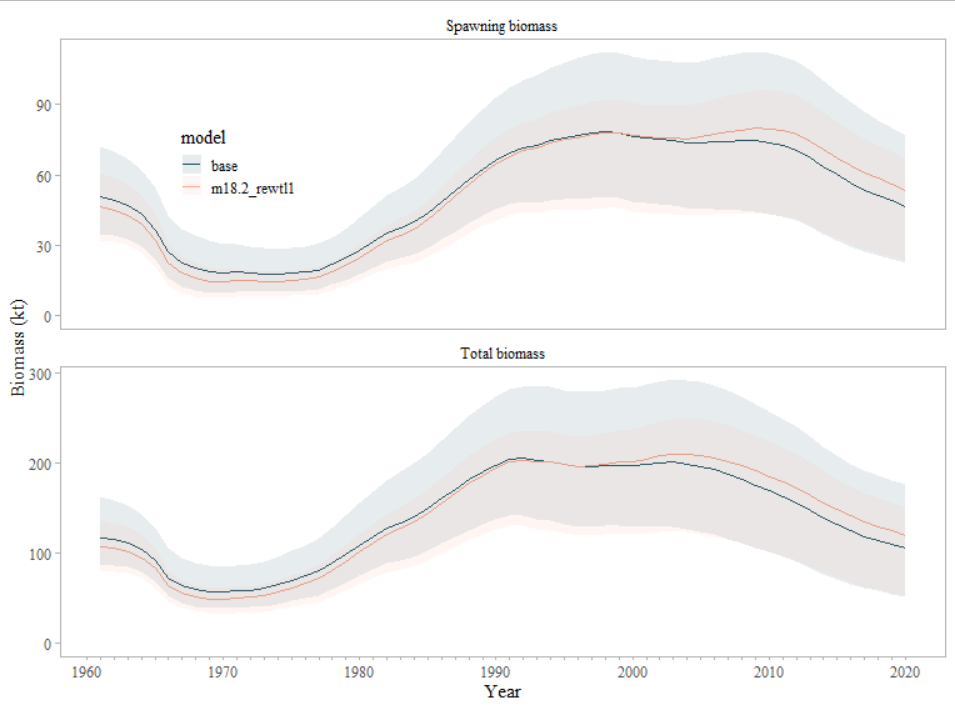 Spawning biomass
90
60
30
0
model
base
m18.2_rewtl1
Biomass (kt)
Total biomass
300
200
100
0
1960
1970
1980
1990
2000
2010
2020
Year